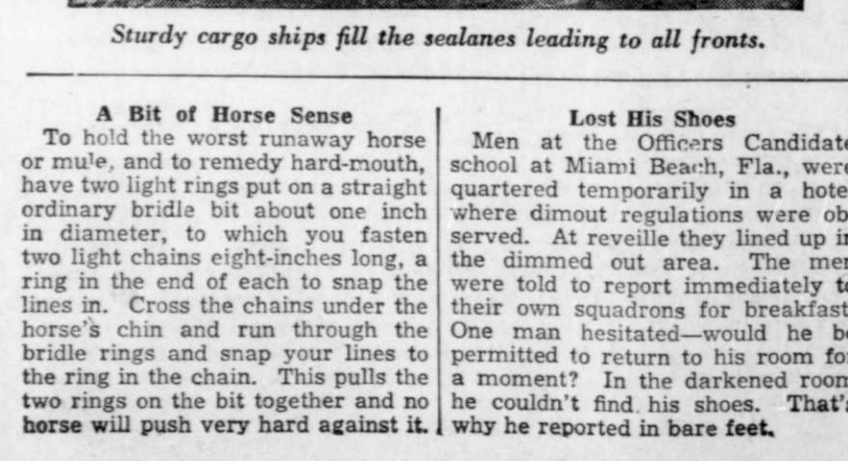 Sturdy cargo ships fill the sealanes leading to all fronts.
A Bit of Horse Sense
To hold the worst runaway horse
or mule, and to remedy hard-mouth,
have two light rings put on a straight
ordinary bridle bit about one inch
in diameter, to which you fasten
two light chains eight-inches long, a
ring in the end of each to snap the
lines in. Cross the chains under the
horse's chin and run through the
bridle rings and snap your lines to
the ring in the chain. This pulls the
two rings on the bit together and no
horse will push very hard against it.
Lost His Shoes
Men at the Officers Candidate
school at Miami Beach, Fla., were
quartered temporarily in a hote
where dimout regulations were ob
served. At reveille they lined up in
the dimmed out area. The men
were told to report immediately to
their own squadrons for breakfast
One man hesitated—would he be
permitted to return to his room for
a moment? In the darkened room
he couldn't find his shoes. That's
why he reported in bare feet.